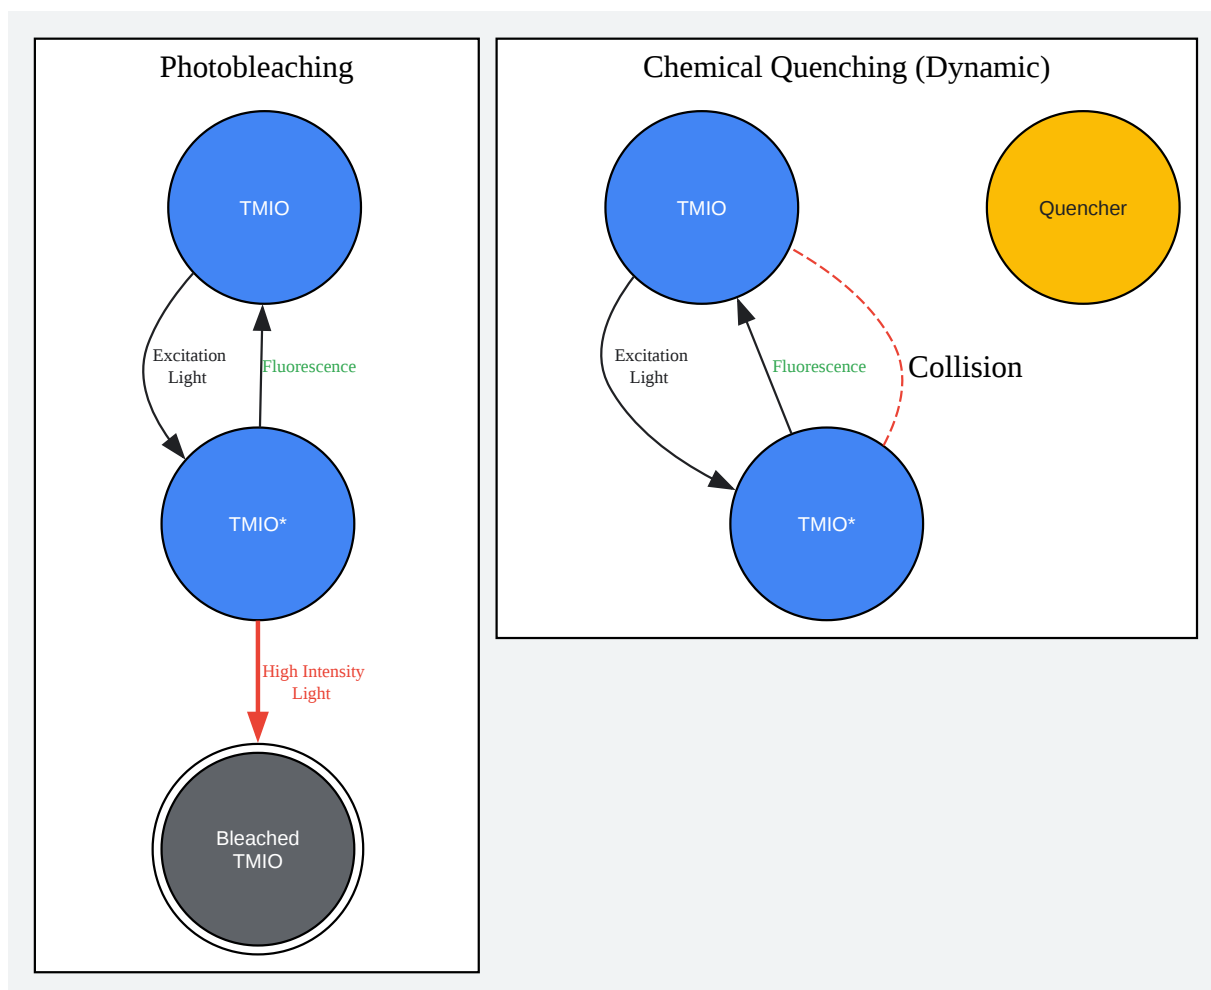 Photobleaching
TMIO
Excitation
Light
Fluorescence
TMIO*
High Intensity
Light
Bleached
TMIO
Chemical Quenching (Dynamic)
TMIO
Quencher
Excitation
Light
Fluorescence
Collision
TMIO*